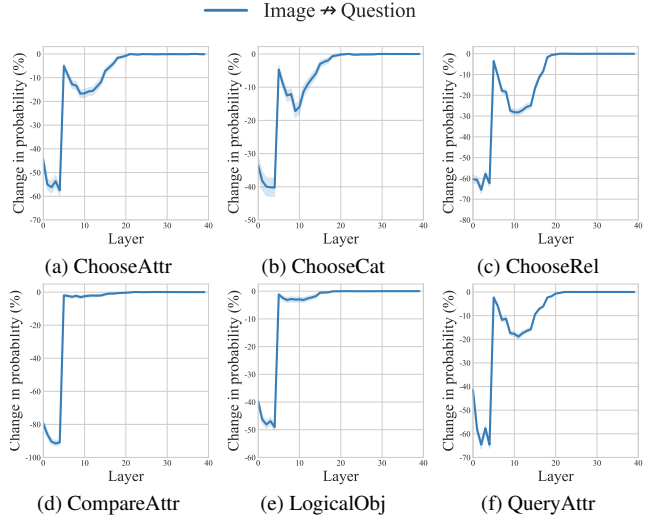 Image ↛ Question
Change in probability (%)
0
-10
-20
-30
-40
-50
-60
-70
0 10 20 30 40
Layer
(a) ChooseAttr
Change in probability (%)
0
-10
-20
-30
-40
-50
0 10 20 30 40
Layer
(b) ChooseCat
Change in probability (%)
0
-10
-20
-30
-40
-50
-60
-70
-80
0 10 20 30 40
Layer
(c) ChooseRel
Change in probability (%)
0
-20
-40
-60
-80
-100
0 10 20 30 40
Layer
(d) CompareAttr
Change in probability (%)
0
-10
-20
-30
-40
-50
-60
0 10 20 30 40
Layer
(e) LogicalObj
Change in probability (%)
0
-10
-20
-30
-40
-50
-60
-70
0 10 20 30 40
Layer
(f) QueryAttr